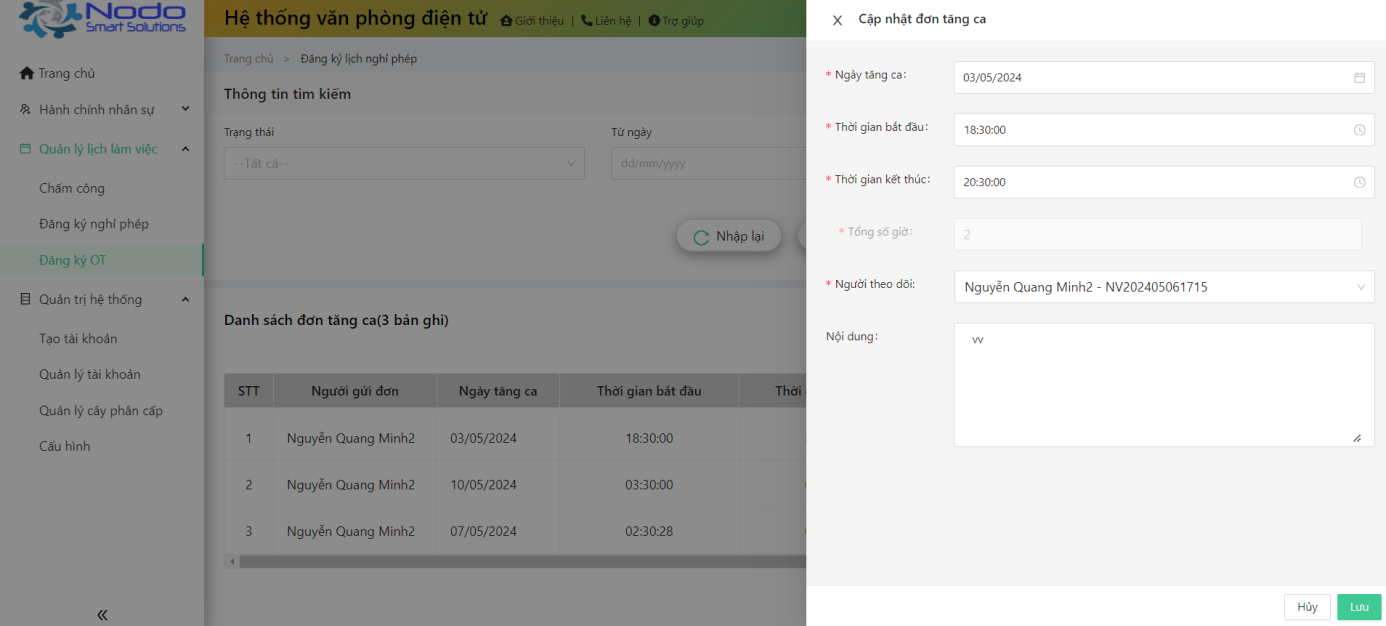 Nodo
Smart Solutions
Trang chủ
Hành chính nhân sự
Quản lý lịch làm việc
Chấm công
Đăng ký nghỉ phép
Đăng ký OT
Quản trị hệ thống
Tạo tài khoản
Quản lý tài khoản
Quản lý cây phân cấp
Cấu hình
«
Hệ thống văn phòng điện tử Giới thiệu | Liên hệ | Trợ giúp
Trang chủ > Đăng ký lịch nghỉ phép
Thông tin tìm kiếm
Trạng thái Từ ngày
--Tất cả-- dd/mm/yyyy
Nhập lại
Danh sách đơn tăng ca(3 bản ghi)
STT Người gửi đơn Ngày tăng ca Thời gian bắt đầu Thời
1 Nguyễn Quang Minh2 03/05/2024 18:30:00
2 Nguyễn Quang Minh2 10/05/2024 03:30:00
3 Nguyễn Quang Minh2 07/05/2024 02:30:28
Cập nhật đơn tăng ca
* Ngày tăng ca: 03/05/2024
* Thời gian bắt đầu: 18:30:00
* Thời gian kết thúc: 20:30:00
* Tổng số giờ: 2
* Người theo dõi: Nguyễn Quang Minh2 - NV202405061715
Nội dung: vv
Hủy Lưu